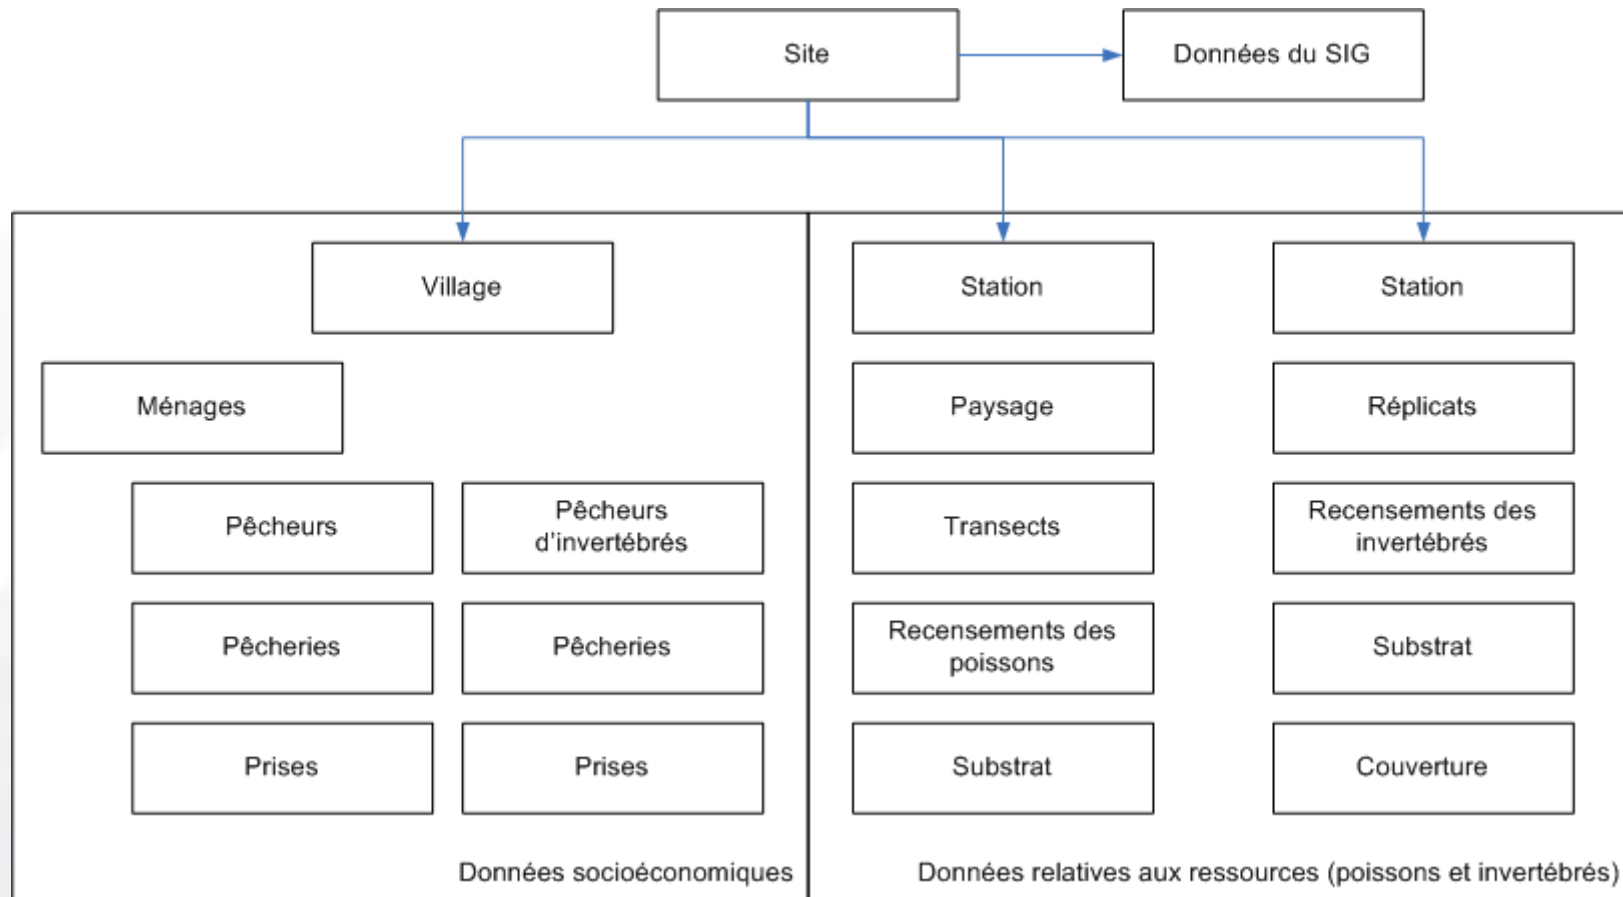 Site
Données du SIG
Village
Station
Station
Ménages
Paysage
Réplicats
Pêcheurs
Pêcheurs
d'invertébrés
Transects
Recensements des
invertébrés
Pêcheries
Pêcheries
Recensements des
poissons
Substrat
Prises
Prises
Substrat
Couverture
Données socioéconomiques
Données relatives aux ressources (poissons et invertébrés)